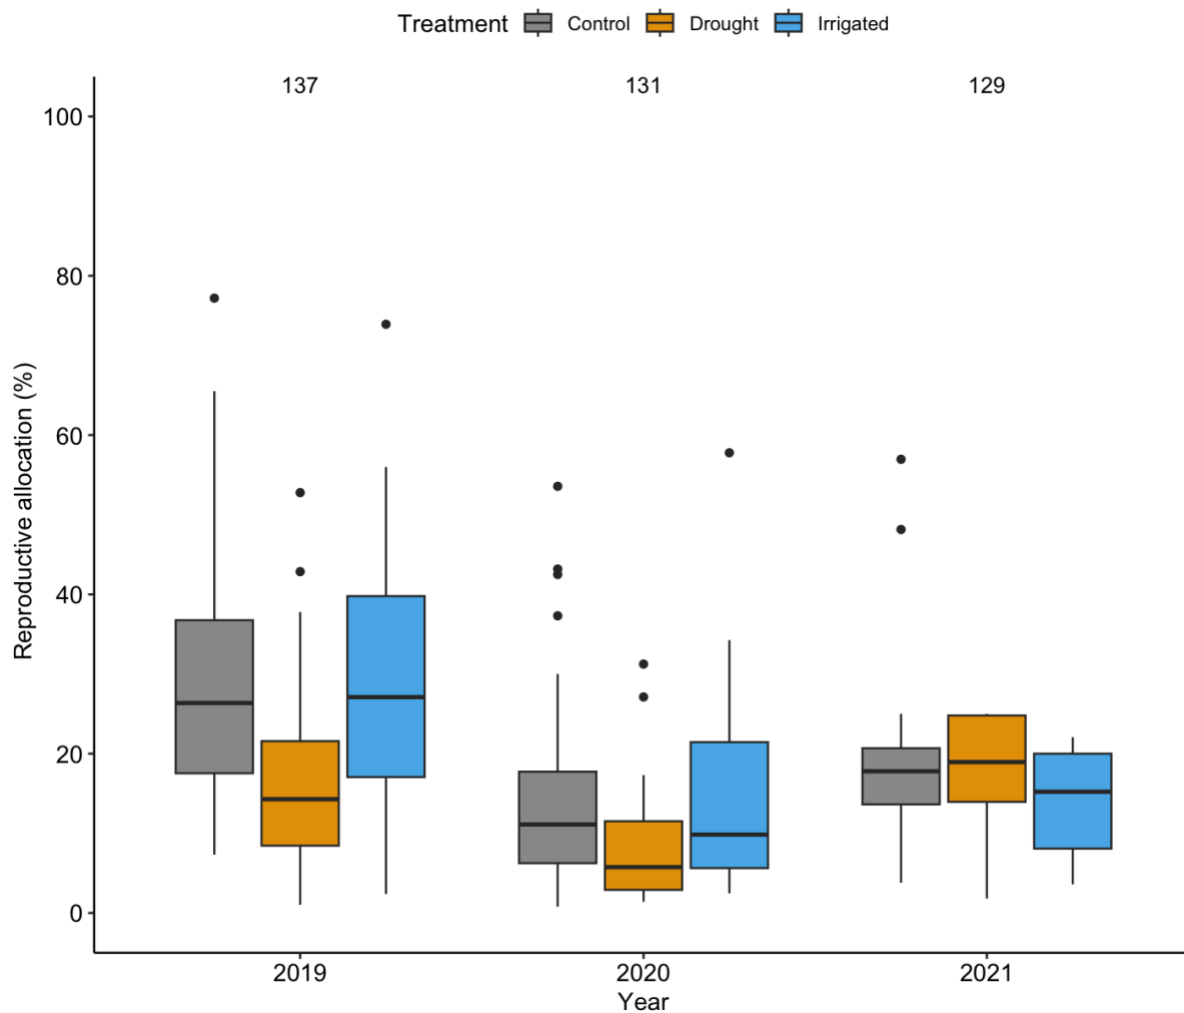 Treatment Control Drought Irrigated
137 131 129
100
80
60
40
20
0
Reproductive allocation (%)
2019 2020 2021
Year